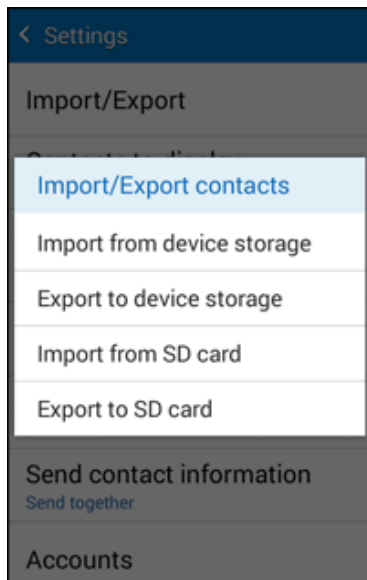 Settings
Import/Export
Import/Export contacts
Import from device storage
Export to device storage
Import from SD card
Export to SD card
Send contact information
Send together
Accounts